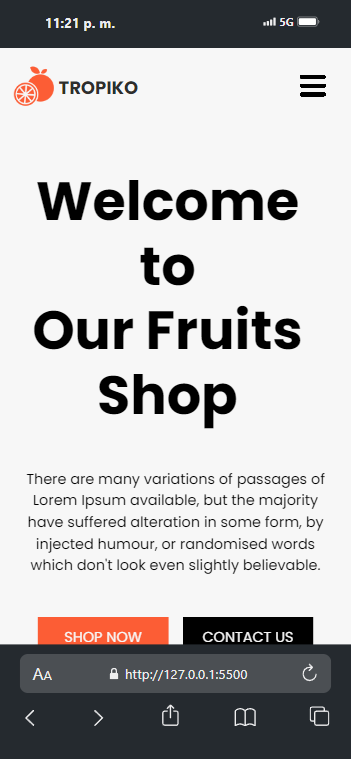 11:21 p. m.
5G
TROPIKO
Welcome
to
Our Fruits
Shop
There are many variations of passages of
Lorem Ipsum available, but the majority
have suffered alteration in some form, by
injected humour, or randomised words
which don't look even slightly believable.
SHOP NOW
CONTACT US
AA
http://127.0.0.1:5500